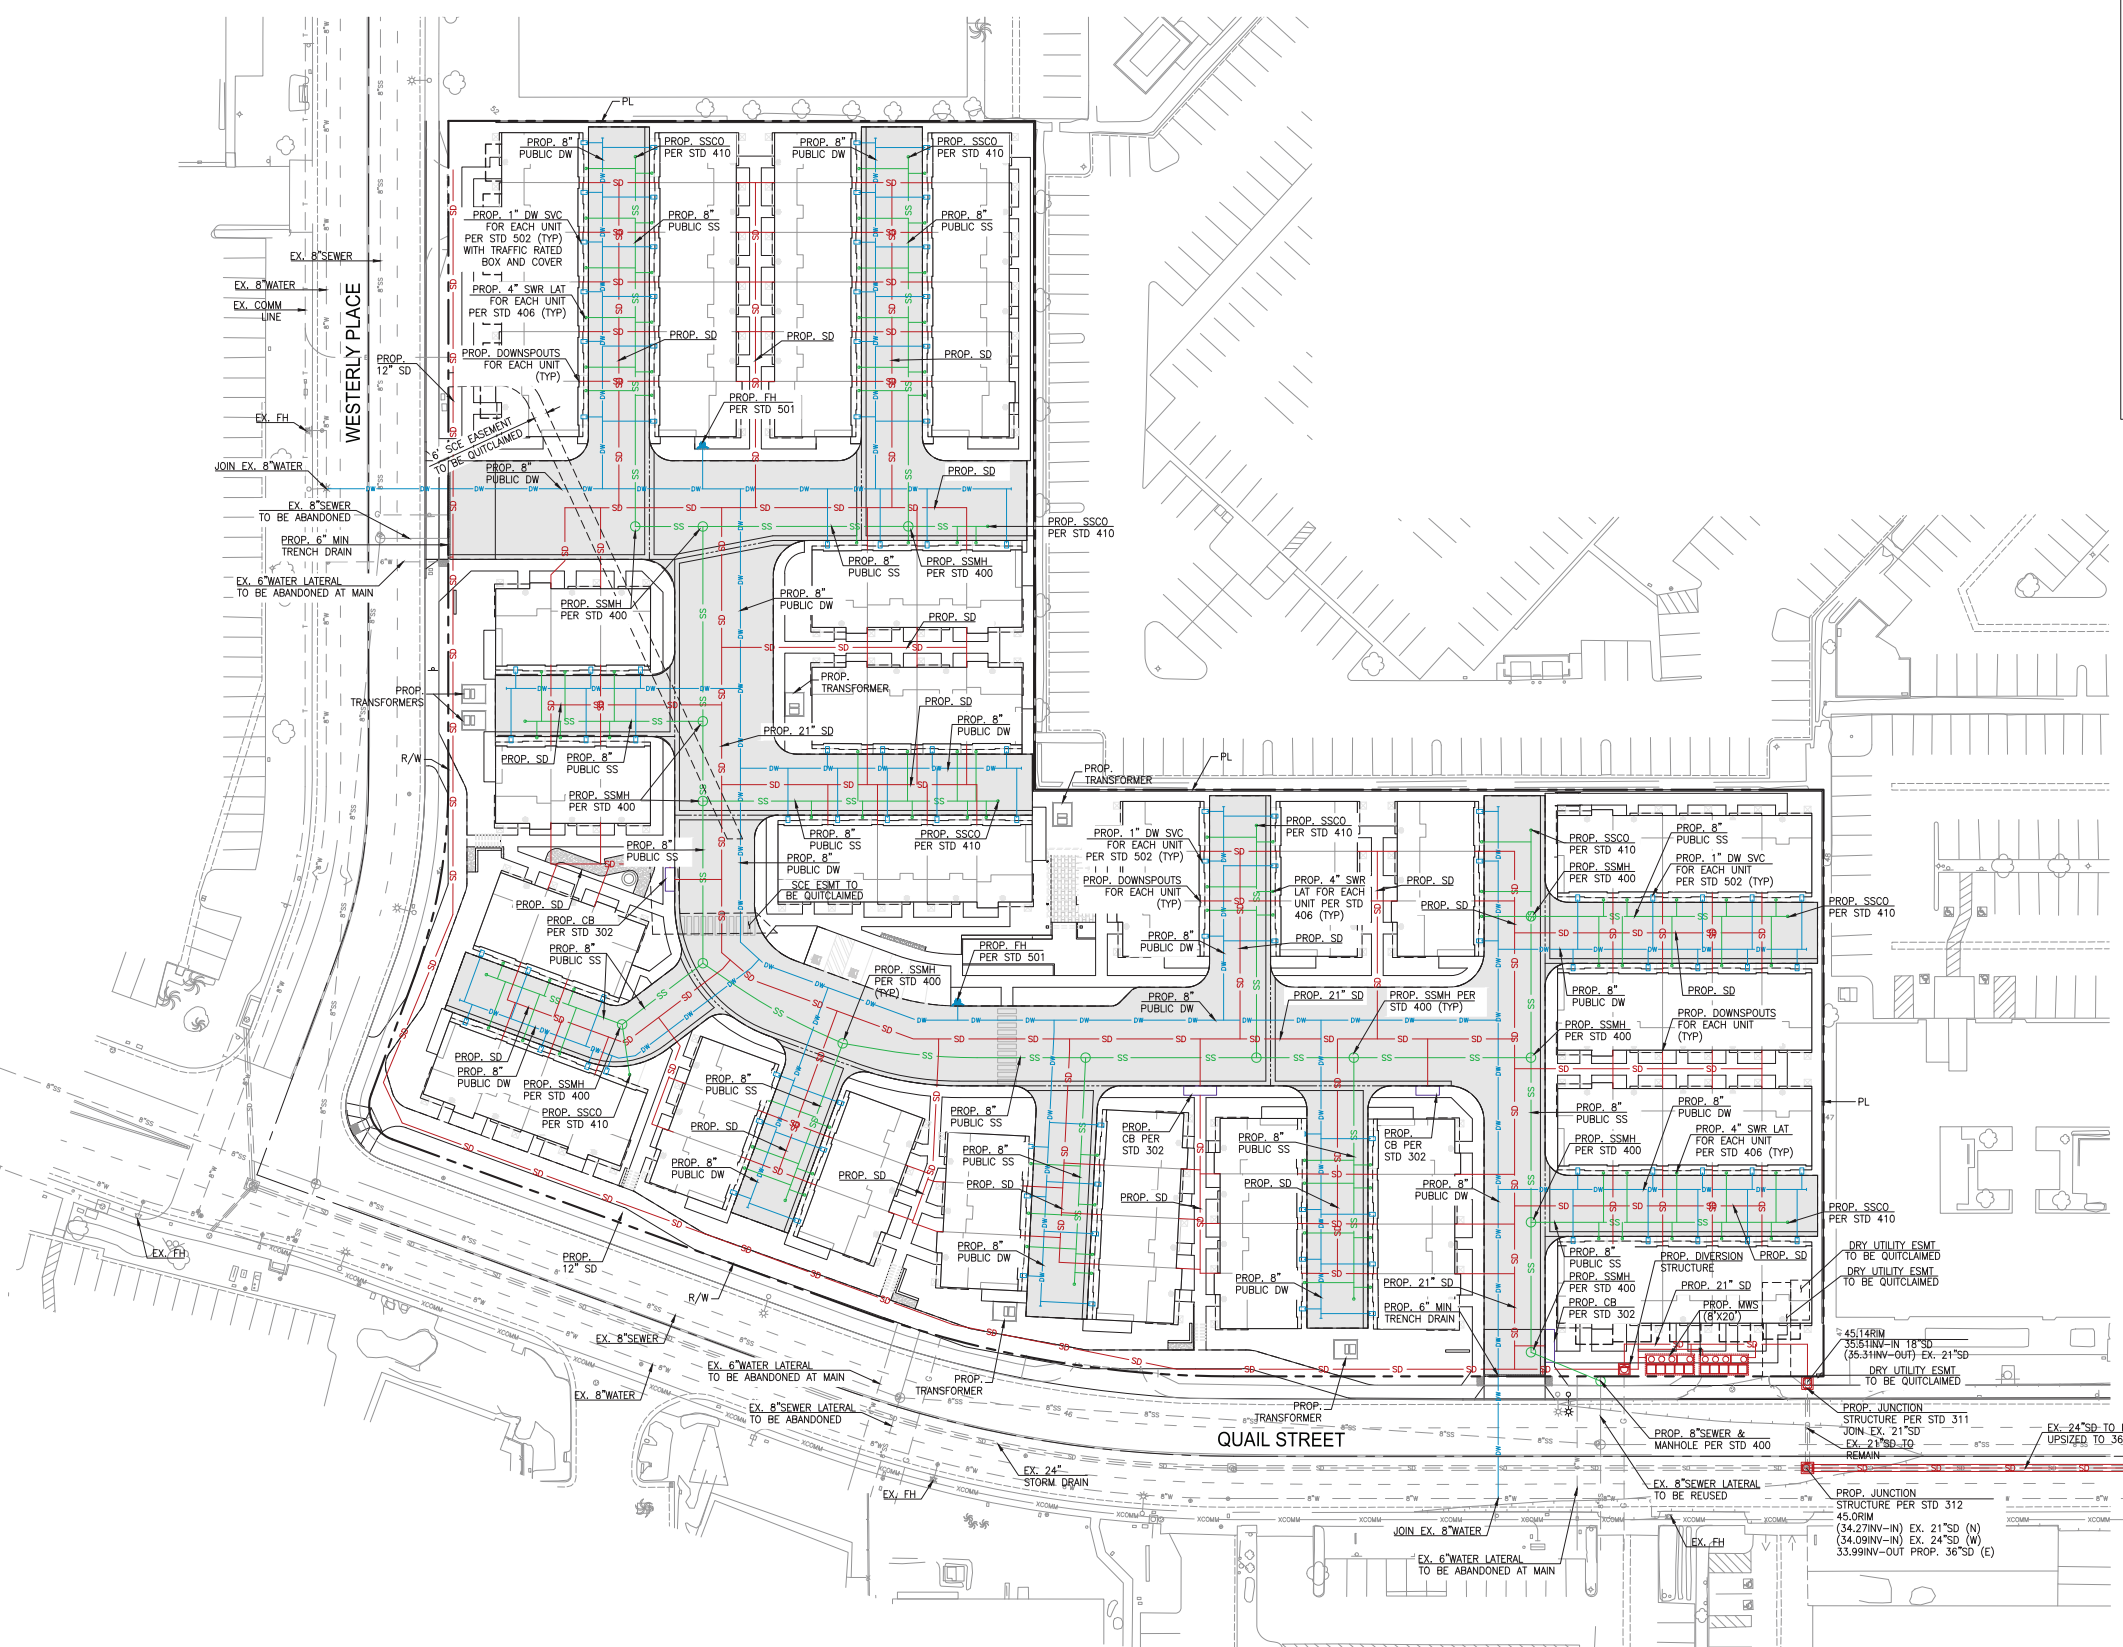 PL
PROP. 8"
PUBLIC DW
PROP. SSCO
PER STD 410
PROP. 8"
PUBLIC DW
PROP. SSCO
PER STD 410
PROP. 1" DW SVC
FOR EACH UNIT
PER STD 502 (TYP)
WITH TRAFFIC RATED
BOX AND COVER
PROP. 8"
PUBLIC SS
PROP. 8"
PUBLIC SS
EX. 8"SEWER
EX. 8"WATER
EX. COMM
LINE
WESTERLY PLACE
PROP. 4" SWR LAT
FOR EACH UNIT
PER STD 406 (TYP)
PROP. SD
PROP. SD
PROP. SD
PROP.
12" SD
PROP. DOWNSPOUTS
FOR EACH UNIT
(TYP)
PROP. FH
PER STD 501
EX. FH
6' SCE EASEMENT
TO BE QUITCLAIMED
JOIN EX. 8"WATER
PROP. 8"
PUBLIC DW
PROP. SD
EX. 8"SEWER
TO BE ABANDONED
PROP. SSCO
PER STD 410
PROP. 6" MIN
TRENCH DRAIN
EX. 6"WATER LATERAL
TO BE ABANDONED AT MAIN
PROP. 8"
PUBLIC SS
PROP. SSMH
PER STD 400
PROP. SSMH
PER STD 400
PROP. 8"
PUBLIC DW
PROP. SD
PROP.
TRANSFORMERS
PROP.
TRANSFORMER
PROP. SD
PROP. 8"
PUBLIC DW
PROP. 21" SD
R/W
PROP. SD
PROP. 8"
PUBLIC SS
PROP. SSMH
PER STD 400
PROP.
TRANSFORMER
PL
PROP. 8"
PUBLIC SS
PROP. 8"
PUBLIC SS
PROP. SSCO
PER STD 410
PROP. 8"
PUBLIC DW
SCE ESMT TO
BE QUITCLAIMED
PROP. 1" DW SVC
FOR EACH UNIT
PER STD 502 (TYP)
PROP. SSCO
PER STD 410
PROP. DOWNSPOUTS
FOR EACH UNIT
(TYP)
PROP. 4" SWR
LAT FOR EACH
UNIT PER STD
406 (TYP)
PROP. SD
PROP. SD
PROP. SSCO
PER STD 410
PROP. SSMH
PER STD 400
PROP. 8"
PUBLIC SS
PROP. 1" DW SVC
FOR EACH UNIT
PER STD 502 (TYP)
PROP. SSCO
PER STD 410
PROP. SD
PROP. CB
PER STD 302
PROP. 8"
PUBLIC SS
PROP. FH
PER STD 501
PROP. 8"
PUBLIC DW
PROP. SD
PROP. SSMH
PER STD 400
(TYP)
PROP. 8"
PUBLIC DW
PROP. 21" SD
PROP. SSMH PER
STD 400 (TYP)
PROP. 8"
PUBLIC DW
PROP. SD
PROP. DOWNSPOUTS
FOR EACH UNIT
(TYP)
PROP. SSMH
PER STD 400
PROP. SD
PROP. 8"
PUBLIC DW
PROP. SSMH
PER STD 400
PROP. SSCO
PER STD 410
PROP. 8"
PUBLIC SS
PROP. SD
PROP. 8"
PUBLIC DW
PROP. 8"
PUBLIC SS
PROP. 8"
PUBLIC SS
PROP. SD
PROP. SD
PROP. 8"
PUBLIC DW
PROP.
CB PER
STD 302
PROP. SD
PROP. 8"
PUBLIC SS
PROP. SD
PROP. 8"
PUBLIC DW
PROP.
CB PER
STD 302
PROP. 8"
PUBLIC DW
PROP. 8"
PUBLIC SS
PROP. 8"
PUBLIC DW
PL
PROP. SSMH
PER STD 400
PROP. 4" SWR LAT
FOR EACH UNIT
PER STD 406 (TYP)
PROP. SSCO
PER STD 410
PROP. 8"
PUBLIC SS
PROP. DIVERSION
STRUCTURE
PROP. SD
DRY UTILITY ESMT
TO BE QUITCLAIMED
DRY UTILITY ESMT
TO BE QUITCLAIMED
PROP. SSMH
PER STD 400
PROP. 21" SD
PROP. CB
PER STD 302
PROP. MWS
(8'X20')
PROP. 21" SD
PROP. 6" MIN
TRENCH DRAIN
EX. FH
PROP.
12" SD
R/W
EX. 8"SEWER
EX. 8"WATER
EX. 6"WATER LATERAL
TO BE ABANDONED AT MAIN
EX. 8"SEWER LATERAL
TO BE ABANDONED
PROP.
TRANSFORMER
PROP.
TRANSFORMER
QUAIL STREET
45.14RIM
35.51INV-IN 18"SD
(35.31INV-OUT) EX. 21"SD
DRY UTILITY ESMT
TO BE QUITCLAIMED
PROP. JUNCTION
STRUCTURE PER STD 311
JOIN EX. 21"SD
EX. 21"SD TO
REMAIN
EX. 24"SD TO
UPSIZED TO 36
PROP. 8"SEWER &
MANHOLE PER STD 400
EX. 24"
STORM DRAIN
EX. FH
EX. 8"SEWER LATERAL
TO BE REUSED
JOIN EX. 8"WATER
EX. 6"WATER LATERAL
TO BE ABANDONED AT MAIN
EX. FH
PROP. JUNCTION
STRUCTURE PER STD 312
45.0RIM
(34.27INV-IN) EX. 21"SD (N)
(34.09INV-IN) EX. 24"SD (W)
33.99INV-OUT PROP. 36"SD (E)